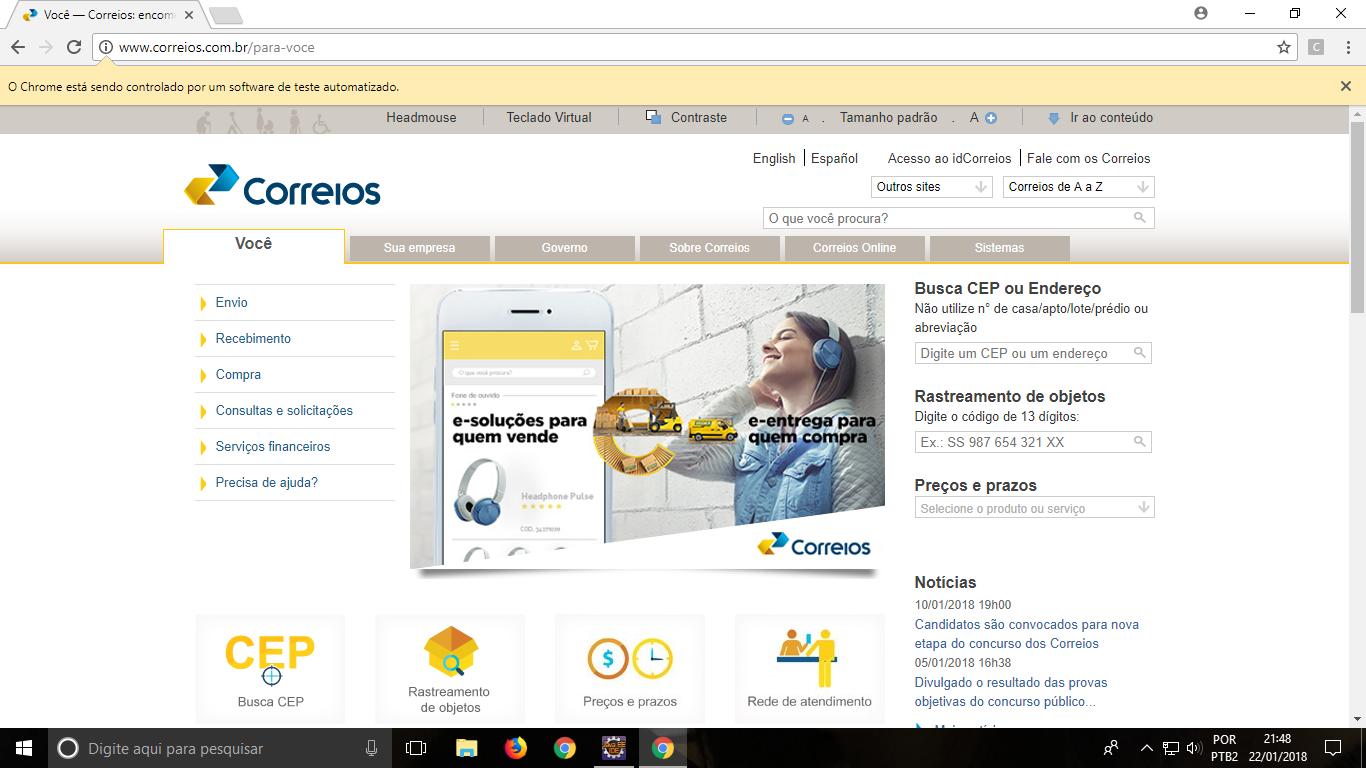 Você — Correios: encom
www.correios.com.br/para-voce
C
O Chrome está sendo controlado por um software de teste automatizado.
Headmouse
Teclado Virtual
Contraste
A . Tamanho padrão . A
Ir ao conteúdo
English
Español
Acesso ao idCorreios
Fale com os Correios
Correios
Outros sites
Correios de A a Z
O que você procura?
Você
Sua empresa
Governo
Sobre Correios
Correios Online
Sistemas
Envio
Recebimento
Compra
Consultas e solicitações
Serviços financeiros
Precisa de ajuda?
O que você procura?
Fone de ouvido
e-soluções para
quem vende
e-entrega para
quem compra
Headphone Pulse
Correios
Busca CEP ou Endereço
Não utilize n° de casa/apto/lote/prédio ou
abreviação
Digite um CEP ou um endereço
Rastreamento de objetos
Digite o código de 13 dígitos:
Ex.: SS 987 654 321 XX
Preços e prazos
Selecione o produto ou serviço
Notícias
10/01/2018 19h00
Candidatos são convocados para nova
etapa do concurso dos Correios
05/01/2018 16h38
Divulgado o resultado das provas
objetivas do concurso público...
CEP
Busca CEP
Rastreamento
de objetos
$
Preços e prazos
Rede de atendimento
Digite aqui para pesquisar
POR
PTB2
21:48
22/01/2018